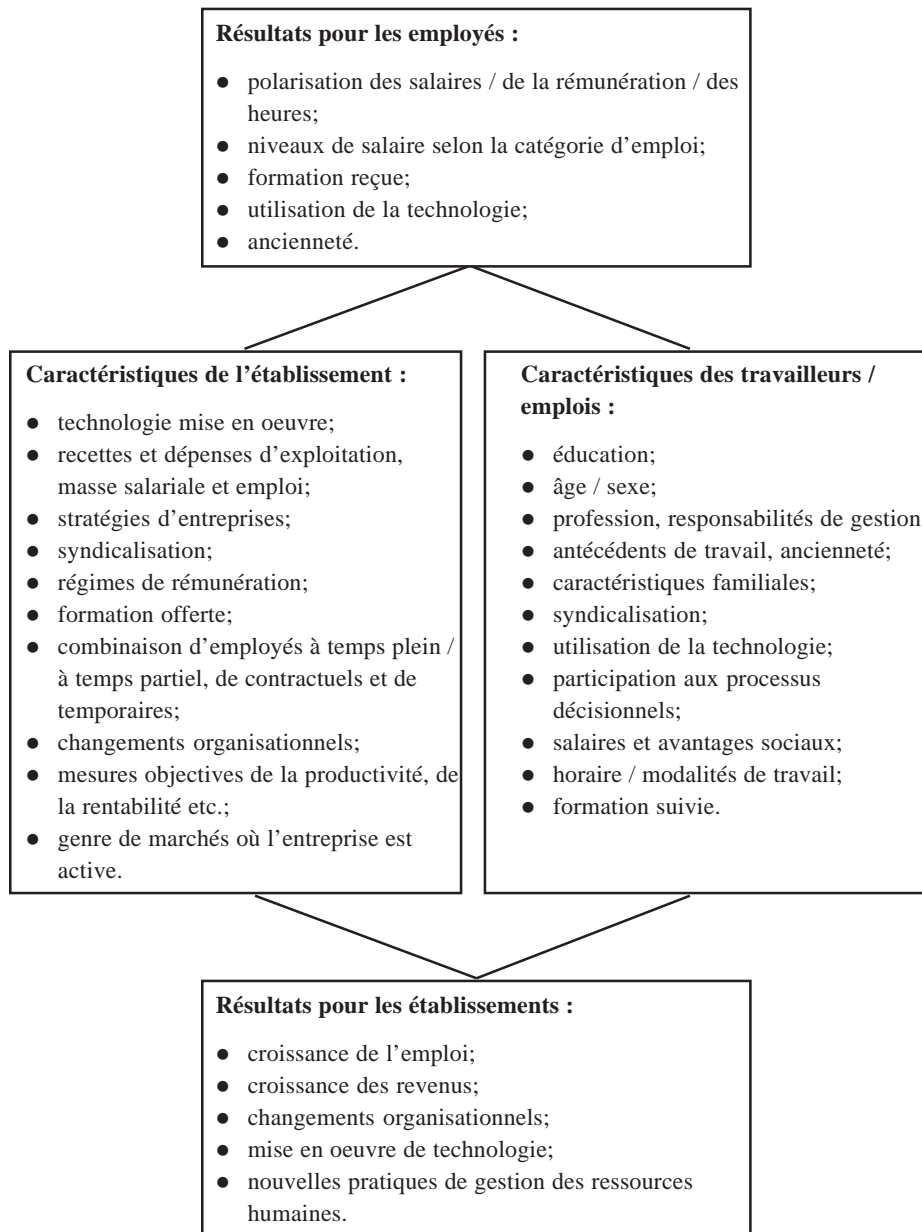 Résultats pour les employés :
● polarisation des salaires / de la rémunération / des
heures;
● niveaux de salaire selon la catégorie d’emploi;
● formation reçue;
● utilisation de la technologie;
● ancienneté.
Caractéristiques de l’établissement :
● technologie mise en oeuvre;
● recettes et dépenses d’exploitation,
masse salariale et emploi;
● stratégies d’entreprises;
● syndicalisation;
● régimes de rémunération;
● formation offerte;
● combinaison d’employés à temps plein /
à temps partiel, de contractuels et de
temporaires;
● changements organisationnels;
● mesures objectives de la productivité, de
la rentabilité etc.;
● genre de marchés où l’entreprise est
active.
Caractéristiques des travailleurs /
emplois :
● éducation;
● âge / sexe;
● profession, responsabilités de gestion
● antécédents de travail, ancienneté;
● caractéristiques familiales;
● syndicalisation;
● utilisation de la technologie;
● participation aux processus
décisionnels;
● salaires et avantages sociaux;
● horaire / modalités de travail;
● formation suivie.
Résultats pour les établissements :
● croissance de l’emploi;
● croissance des revenus;
● changements organisationnels;
● mise en oeuvre de technologie;
● nouvelles pratiques de gestion des ressources
humaines.